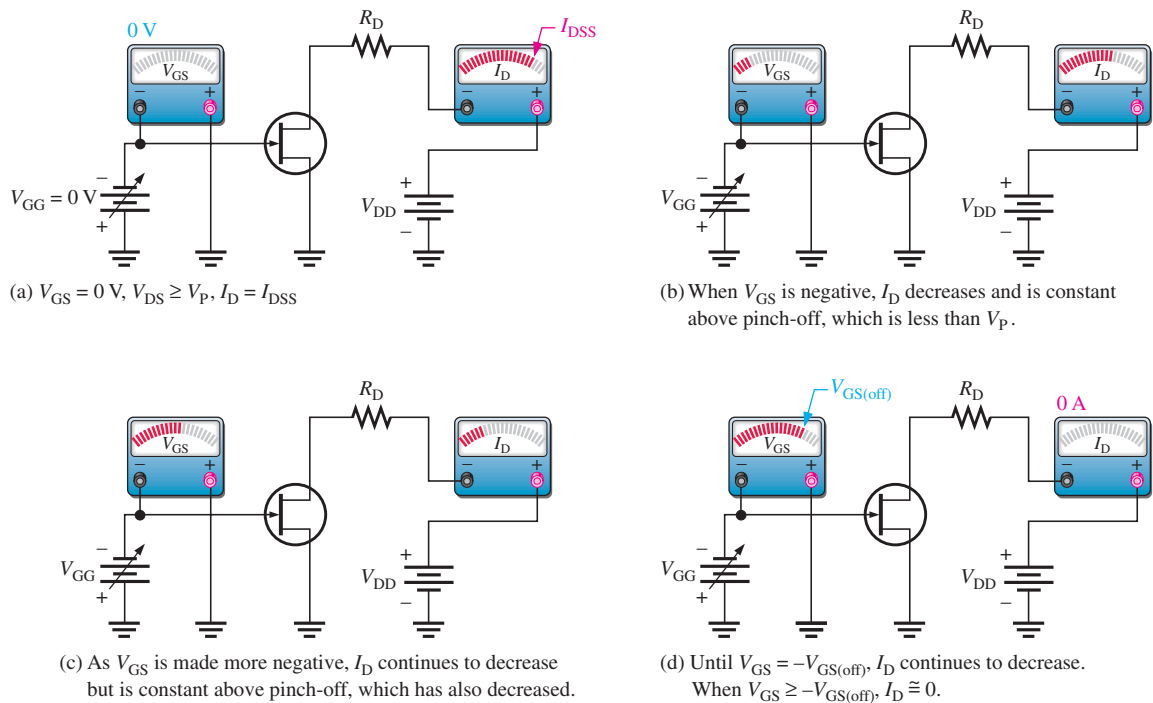 0 V
R_D
I_DSS
V_GS
I_D
− +
− +
−
V_GG = 0 V
+
+
V_DD
−
(a) V_GS = 0 V, V_DS ≥ V_P, I_D = I_DSS
R_D
V_GS
I_D
− +
− +
−
V_GG
+
+
V_DD
−
(b) When V_GS is negative, I_D decreases and is constant
above pinch-off, which is less than V_P.
R_D
V_GS
I_D
− +
− +
−
V_GG
+
+
V_DD
−
(c) As V_GS is made more negative, I_D continues to decrease
but is constant above pinch-off, which has also decreased.
V_GS(off)
R_D
0 A
V_GS
I_D
− +
− +
−
V_GG
+
+
V_DD
−
(d) Until V_GS = –V_GS(off), I_D continues to decrease.
When V_GS ≥ –V_GS(off), I_D ≅ 0.